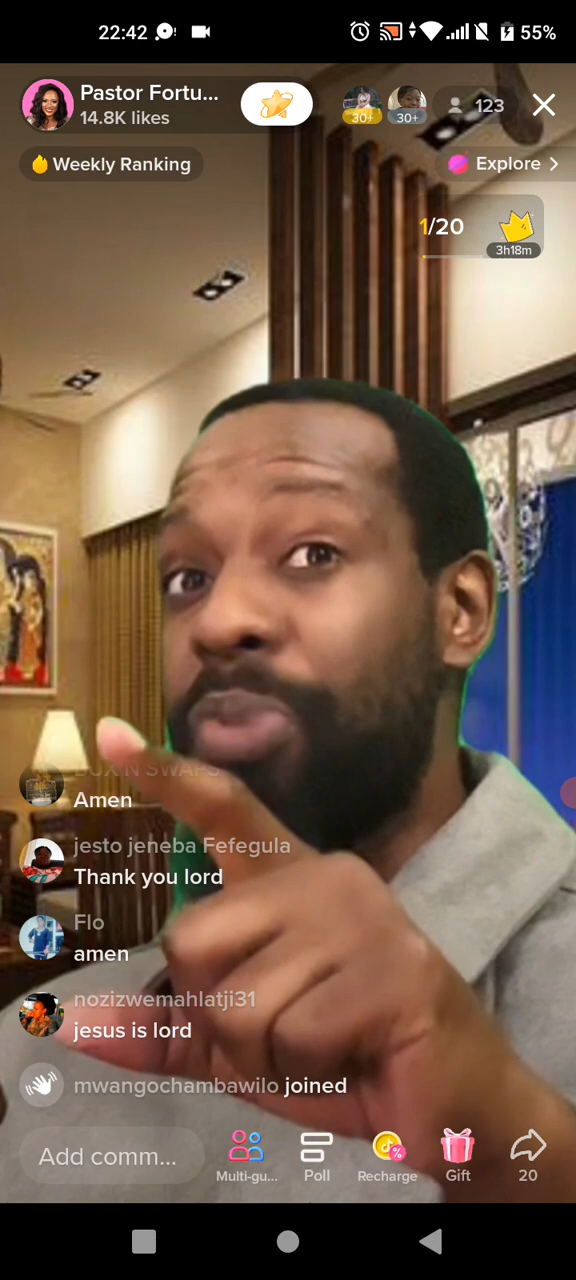 22:42
55%
Pastor Fortu...
14.8K likes
30+
30+
123
Weekly Ranking
Explore >
1/20
3h18m
Amen
jesto jeneba Fefegula
Thank you lord
Flo
amen
nozizwemahlatji31
jesus is lord
mwangochambawilo joined
Add comm...
Multi-gu...
Poll
Recharge
Gift
20